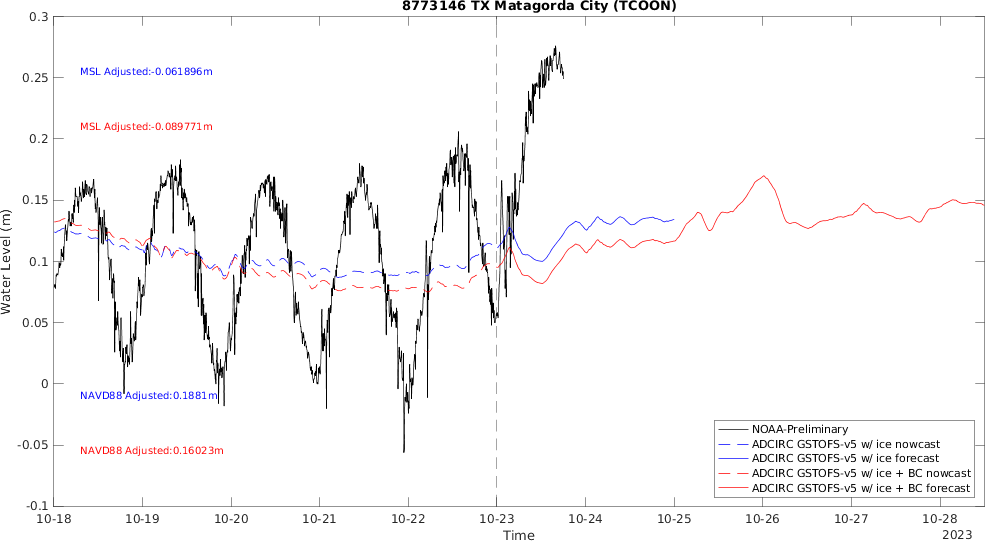 8773146 TX Matagorda City (TCOON)
0.3
0.25
0.2
0.15
0.1
0.05
0
-0.05
-0.1
Water Level (m)
MSL Adjusted:-0.061896m
MSL Adjusted:-0.089771m
NAVD88 Adjusted:0.1881m
NAVD88 Adjusted:0.16023m
NOAA-Preliminary
ADCIRC GSTOFS-v5 w/ ice nowcast
ADCIRC GSTOFS-v5 w/ ice forecast
ADCIRC GSTOFS-v5 w/ ice + BC nowcast
ADCIRC GSTOFS-v5 w/ ice + BC forecast
10-18 10-19 10-20 10-21 10-22 10-23 10-24 10-25 10-26 10-27 10-28
Time
2023